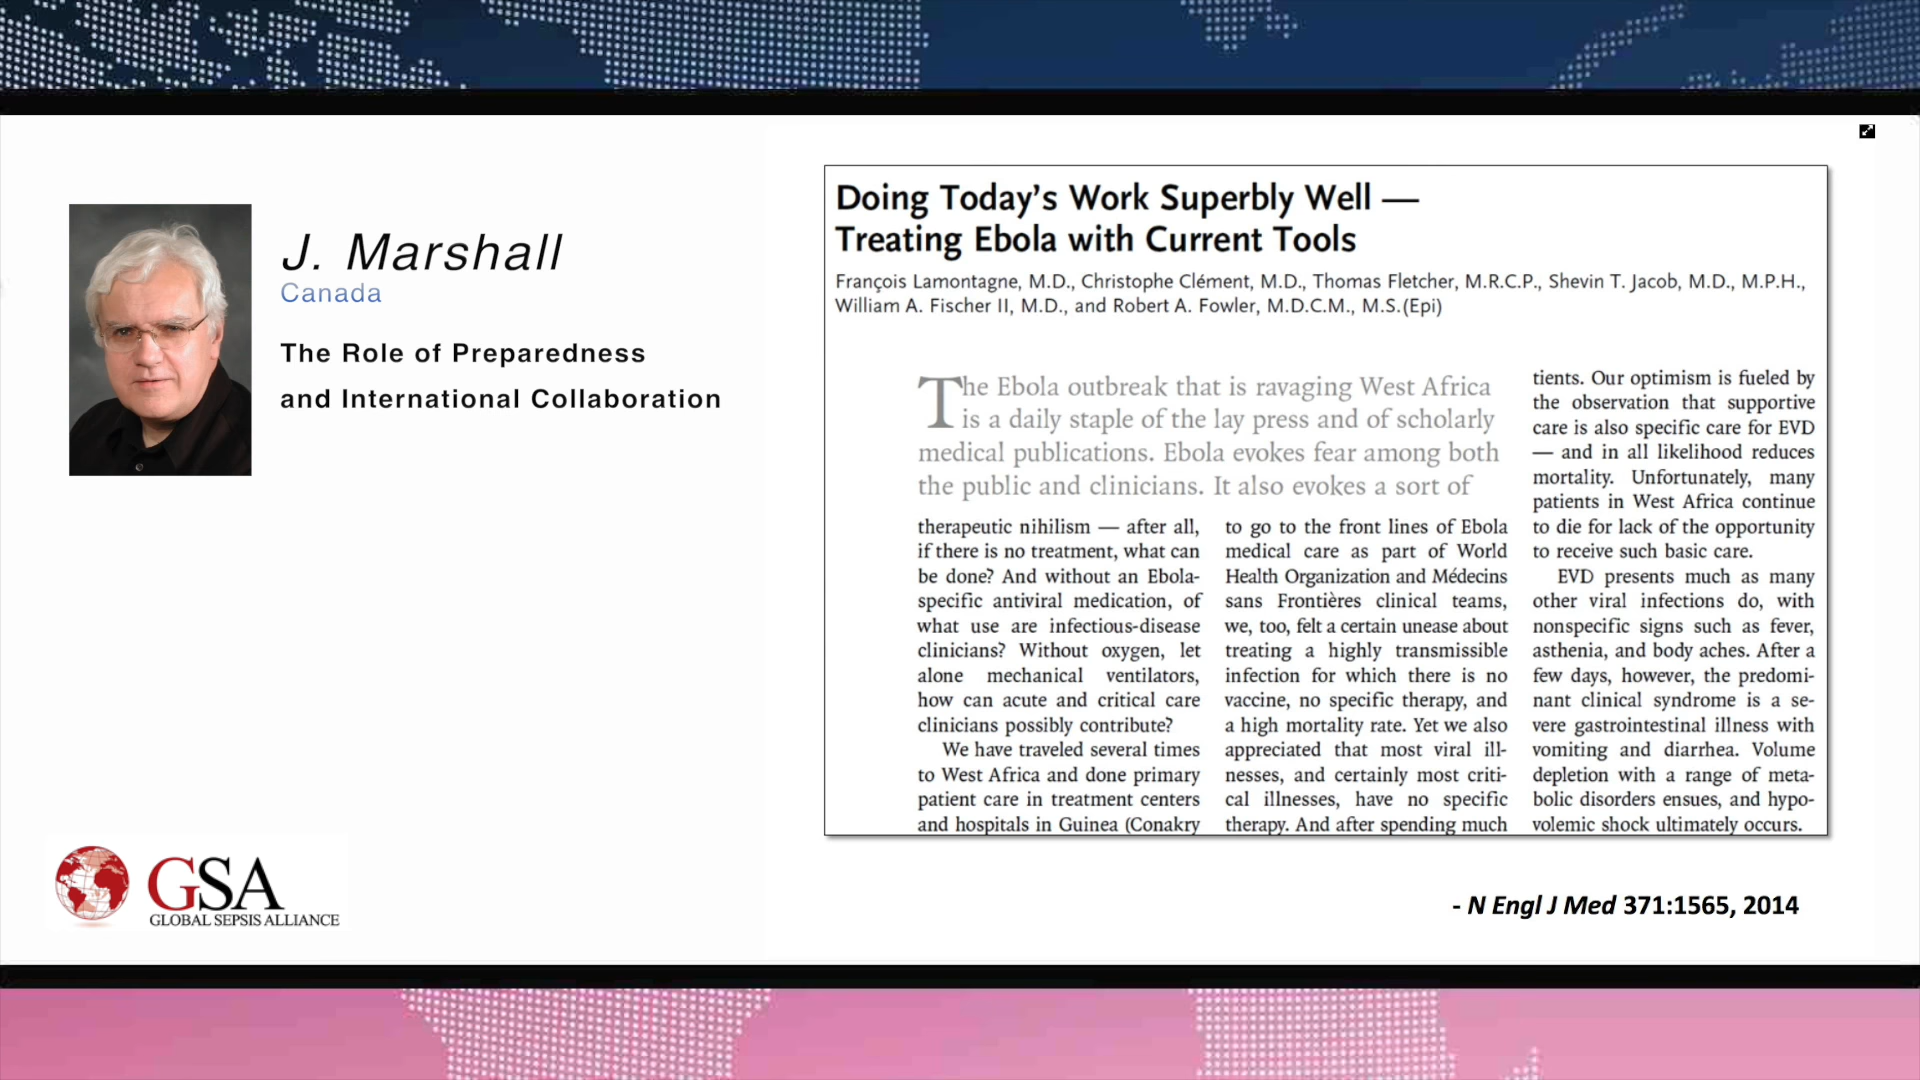 J. Marshall
Canada
The Role of Preparedness
and International Collaboration
GSA
GLOBAL SEPSIS ALLIANCE
Doing Today's Work Superbly Well —
Treating Ebola with Current Tools
François Lamontagne, M.D., Christophe Clément, M.D., Thomas Fletcher, M.R.C.P., Shevin T. Jacob, M.D., M.P.H.,
William A. Fischer II, M.D., and Robert A. Fowler, M.D.C.M., M.S.(Epi)
The Ebola outbreak that is ravaging West Africa
is a daily staple of the lay press and of scholarly
medical publications. Ebola evokes fear among both
the public and clinicians. It also evokes a sort of
therapeutic nihilism — after all,
if there is no treatment, what can
be done? And without an Ebola-
specific antiviral medication, of
what use are infectious-disease
clinicians? Without oxygen, let
alone mechanical ventilators,
how can acute and critical care
clinicians possibly contribute?
We have traveled several times
to West Africa and done primary
patient care in treatment centers
and hospitals in Guinea (Conakry
to go to the front lines of Ebola
medical care as part of World
Health Organization and Médecins
sans Frontières clinical teams,
we, too, felt a certain unease about
treating a highly transmissible
infection for which there is no
vaccine, no specific therapy, and
a high mortality rate. Yet we also
appreciated that most viral ill-
nesses, and certainly most criti-
cal illnesses, have no specific
therapy. And after spending much
tients. Our optimism is fueled by
the observation that supportive
care is also specific care for EVD
— and in all likelihood reduces
mortality. Unfortunately, many
patients in West Africa continue
to die for lack of the opportunity
to receive such basic care.
EVD presents much as many
other viral infections do, with
nonspecific signs such as fever,
asthenia, and body aches. After a
few days, however, the predomi-
nant clinical syndrome is a se-
vere gastrointestinal illness with
vomiting and diarrhea. Volume
depletion with a range of meta-
bolic disorders ensues, and hypo-
volemic shock ultimately occurs.
- N Engl J Med 371:1565, 2014